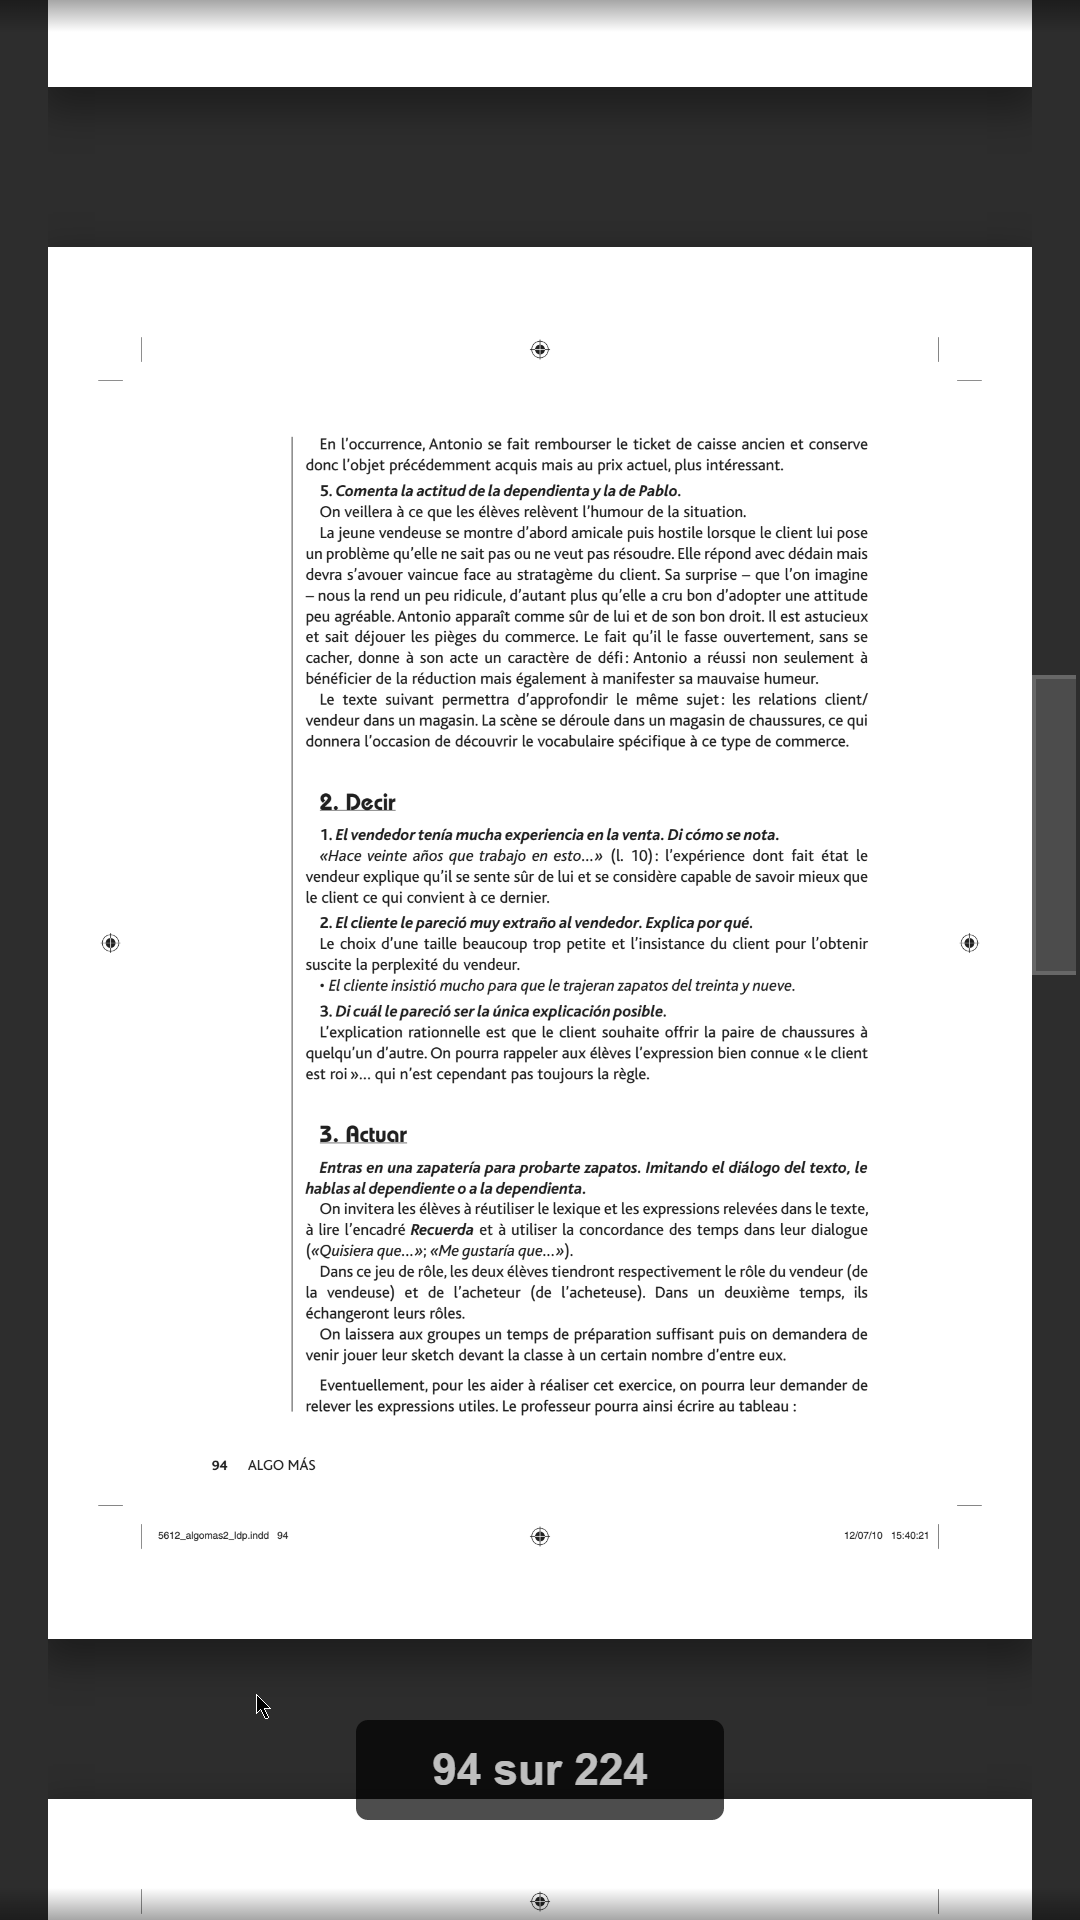 En l’occurrence, Antonio se fait rembourser le ticket de caisse ancien et conserve
donc l’objet précédemment acquis mais au prix actuel, plus intéressant.
5. Comenta la actitud de la dependienta y la de Pablo.
On veillera à ce que les élèves relèvent l’humour de la situation.
La jeune vendeuse se montre d’abord amicale puis hostile lorsque le client lui pose
un problème qu’elle ne sait pas ou ne veut pas résoudre. Elle répond avec dédain mais
devra s’avouer vaincue face au stratagème du client. Sa surprise – que l’on imagine
– nous la rend un peu ridicule, d’autant plus qu’elle a cru bon d’adopter une attitude
peu agréable. Antonio apparaît comme sûr de lui et de son bon droit. Il est astucieux
et sait déjouer les pièges du commerce. Le fait qu’il le fasse ouvertement, sans se
cacher, donne à son acte un caractère de défi : Antonio a réussi non seulement à
bénéficier de la réduction mais également à manifester sa mauvaise humeur.
Le texte suivant permettra d’approfondir le même sujet : les relations client/
vendeur dans un magasin. La scène se déroule dans un magasin de chaussures, ce qui
donnera l’occasion de découvrir le vocabulaire spécifique à ce type de commerce.
2. Decir
1. El vendedor tenía mucha experiencia en la venta. Di cómo se nota.
«Hace veinte años que trabajo en esto...» (l. 10) : l’expérience dont fait état le
vendeur explique qu’il se sente sûr de lui et se considère capable de savoir mieux que
le client ce qui convient à ce dernier.
2. El cliente le pareció muy extraño al vendedor. Explica por qué.
Le choix d’une taille beaucoup trop petite et l’insistance du client pour l’obtenir
suscite la perplexité du vendeur.
• El cliente insistió mucho para que le trajeran zapatos del treinta y nueve.
3. Di cuál le pareció ser la única explicación posible.
L’explication rationnelle est que le client souhaite offrir la paire de chaussures à
quelqu’un d’autre. On pourra rappeler aux élèves l’expression bien connue « le client
est roi »... qui n’est cependant pas toujours la règle.
3. Actuar
Entras en una zapatería para probarte zapatos. Imitando el diálogo del texto, le
hablas al dependiente o a la dependienta.
On invitera les élèves à réutiliser le lexique et les expressions relevées dans le texte,
à lire l’encadré Recuerda et à utiliser la concordance des temps dans leur dialogue
(«Quisiera que...»; «Me gustaría que...»).
Dans ce jeu de rôle, les deux élèves tiendront respectivement le rôle du vendeur (de
la vendeuse) et de l’acheteur (de l’acheteuse). Dans un deuxième temps, ils
échangeront leurs rôles.
On laissera aux groupes un temps de préparation suffisant puis on demandera de
venir jouer leur sketch devant la classe à un certain nombre d’entre eux.
Eventuellement, pour les aider à réaliser cet exercice, on pourra leur demander de
relever les expressions utiles. Le professeur pourra ainsi écrire au tableau :
94 ALGO MÁS
5612_algomas2_ldp.indd 94 12/07/10 15:40:21
94 sur 224